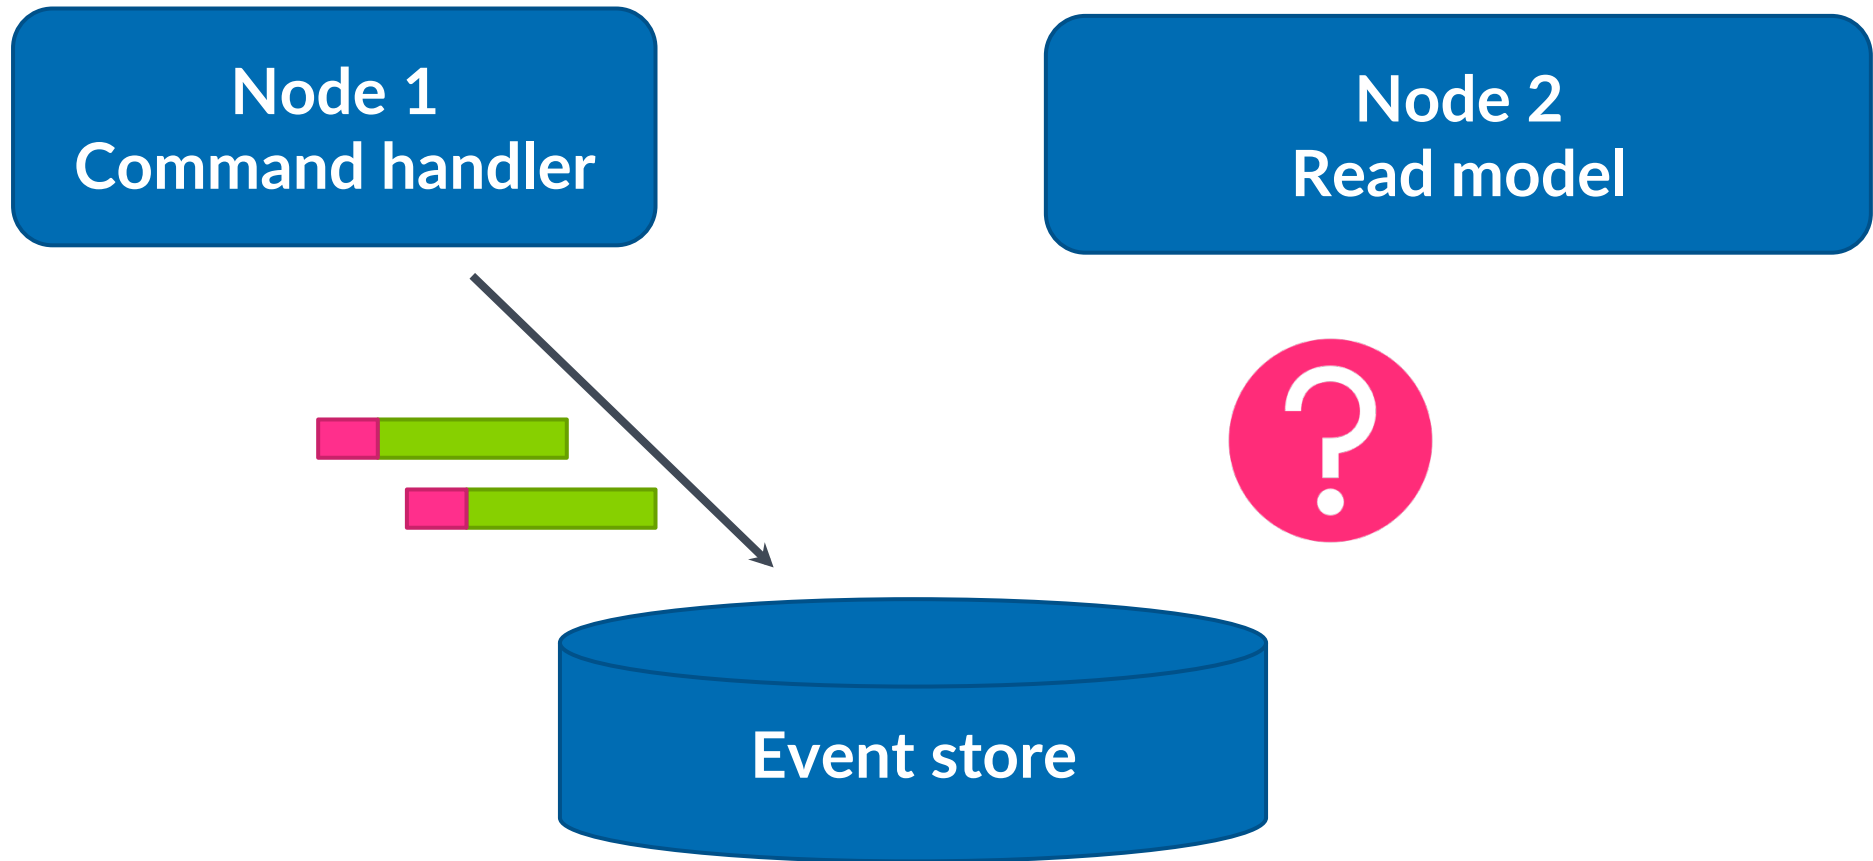 Node 1
Command handler
Node 2
Read model
?
Event store